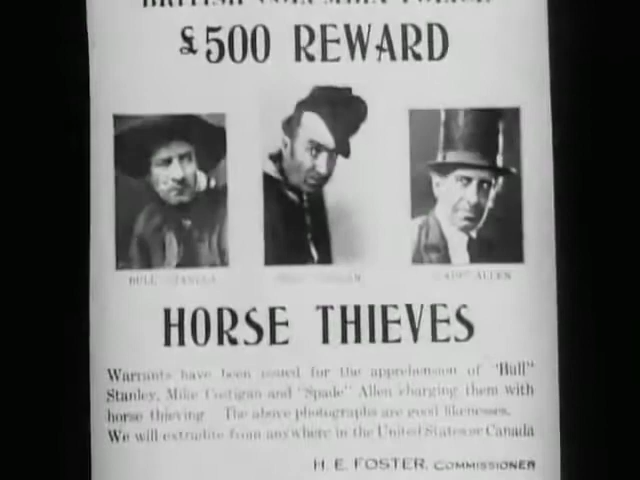 £500 REWARD
ALLEN
HORSE THIEVES
Warrants have been issued for the apprehension of "Bull"
Stanley, Mike Costigan and "Spade" Allen charging them with
horse thieving. The above photographs are good likenesses.
We will extradite from anywhere in the United States or Canada
H. E. FOSTER, COMMISSIONER